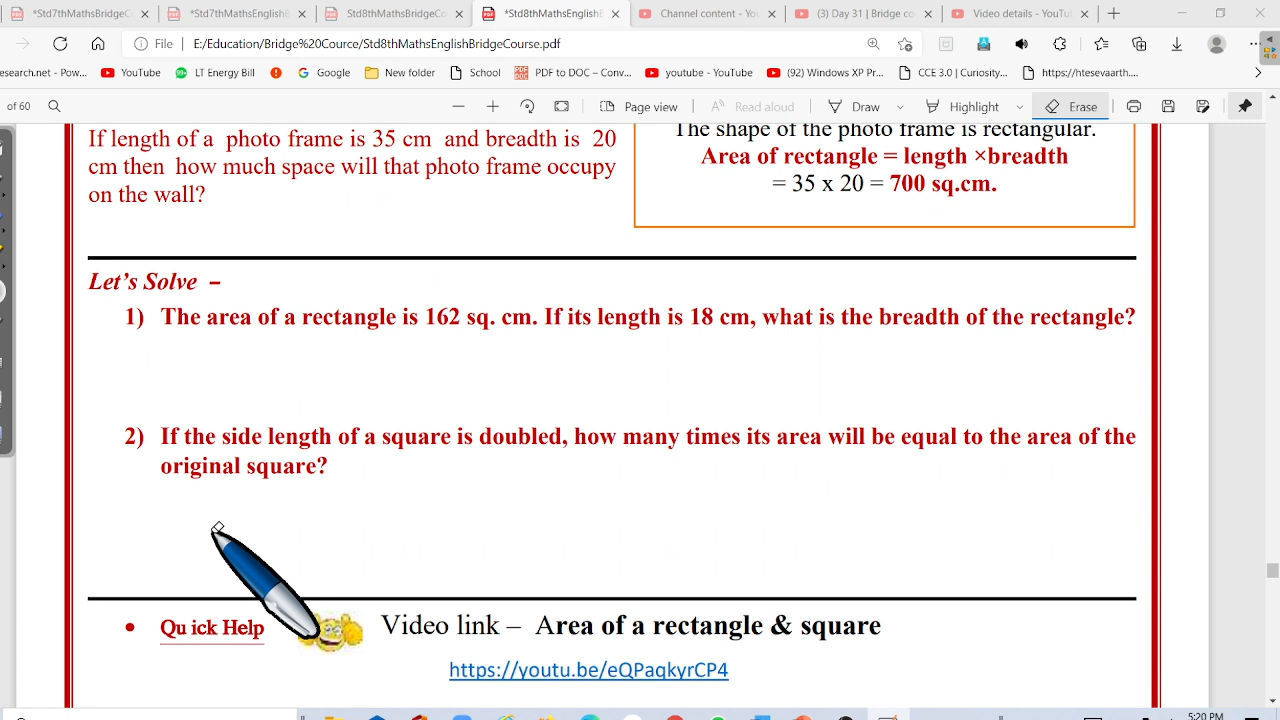 *Std7thMathsBridgeC
*Std7thMathsEnglishB
Std8thMathsBridgeCo
*Std8thMathsEnglishB
Channel content - Yo
(3) Day 31 | Bridge co
Video details - YouTu
File E:/Education/Bridge%20Cource/Std8thMathsEnglishBridgeCourse.pdf
esearch.net - Pow...
YouTube
LT Energy Bill
Google
New folder
School
PDF to DOC – Conv...
youtube - YouTube
(92) Windows XP Pr...
CCE 3.0 | Curiosity...
https://htesevaarth....
of 60
Page view
Read aloud
Draw
Highlight
Erase
If length of a photo frame is 35 cm and breadth is 20
cm then how much space will that photo frame occupy
on the wall?
The shape of the photo frame is rectangular.
Area of rectangle = length ×breadth
= 35 x 20 = 700 sq.cm.
Let's Solve –
1) The area of a rectangle is 162 sq. cm. If its length is 18 cm, what is the breadth of the rectangle?
2) If the side length of a square is doubled, how many times its area will be equal to the area of the
original square?
• Qu ick Help
Video link – Area of a rectangle & square
https://youtu.be/eQPaqkyrCP4
5:20 PM